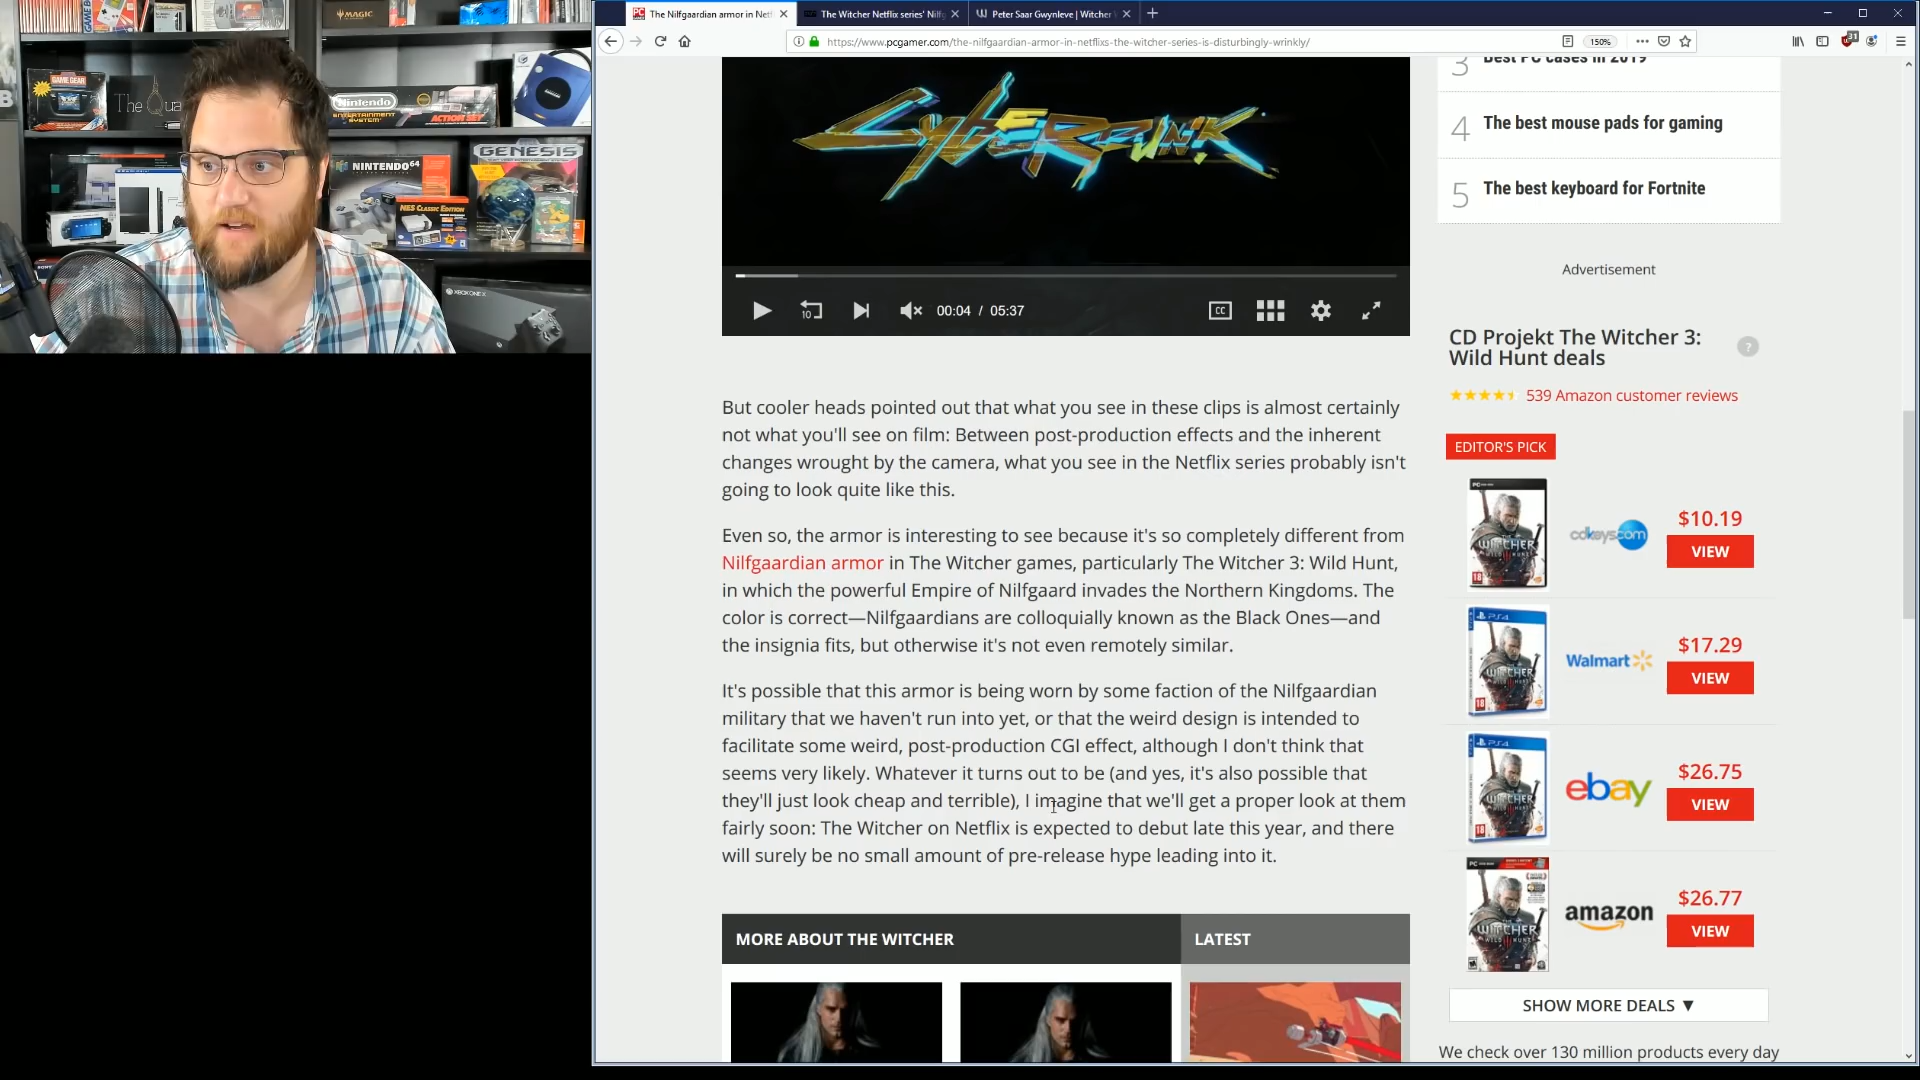 The Nilfgaardian armor in Netf
The Witcher Netflix series' Nilfg
Peter Saar Gwynleve | Witcher
https://www.pcgamer.com/the-nilfgaardian-armor-in-netflixs-the-witcher-series-is-disturbingly-wrinkly/
150%
31
MAGIC
GAME GEAR
The Qua
Nintendo
ENTERTAINMENT SYSTEM
ACTION SET
NINTENDO 64
GENESIS
NES CLASSIC EDITION
XBOX ONE X
CYBERPUNK
00:04 / 05:37
10
CC
But cooler heads pointed out that what you see in these clips is almost certainly
not what you'll see on film: Between post-production effects and the inherent
changes wrought by the camera, what you see in the Netflix series probably isn't
going to look quite like this.
Even so, the armor is interesting to see because it's so completely different from
Nilfgaardian armor in The Witcher games, particularly The Witcher 3: Wild Hunt,
in which the powerful Empire of Nilfgaard invades the Northern Kingdoms. The
color is correct—Nilfgaardians are colloquially known as the Black Ones—and
the insignia fits, but otherwise it's not even remotely similar.
It's possible that this armor is being worn by some faction of the Nilfgaardian
military that we haven't run into yet, or that the weird design is intended to
facilitate some weird, post-production CGI effect, although I don't think that
seems very likely. Whatever it turns out to be (and yes, it's also possible that
they'll just look cheap and terrible), I imagine that we'll get a proper look at them
fairly soon: The Witcher on Netflix is expected to debut late this year, and there
will surely be no small amount of pre-release hype leading into it.
MORE ABOUT THE WITCHER
LATEST
3 Best PC cases in 2019
4 The best mouse pads for gaming
5 The best keyboard for Fortnite
Advertisement
CD Projekt The Witcher 3:
Wild Hunt deals
?
539 Amazon customer reviews
EDITOR'S PICK
WITCHER
cdkeyscom
$10.19
VIEW
PS4
WITCHER
Walmart
$17.29
VIEW
PS4
WITCHER
ebay
$26.75
VIEW
WITCHER
amazon
$26.77
VIEW
SHOW MORE DEALS ▼
We check over 130 million products every day